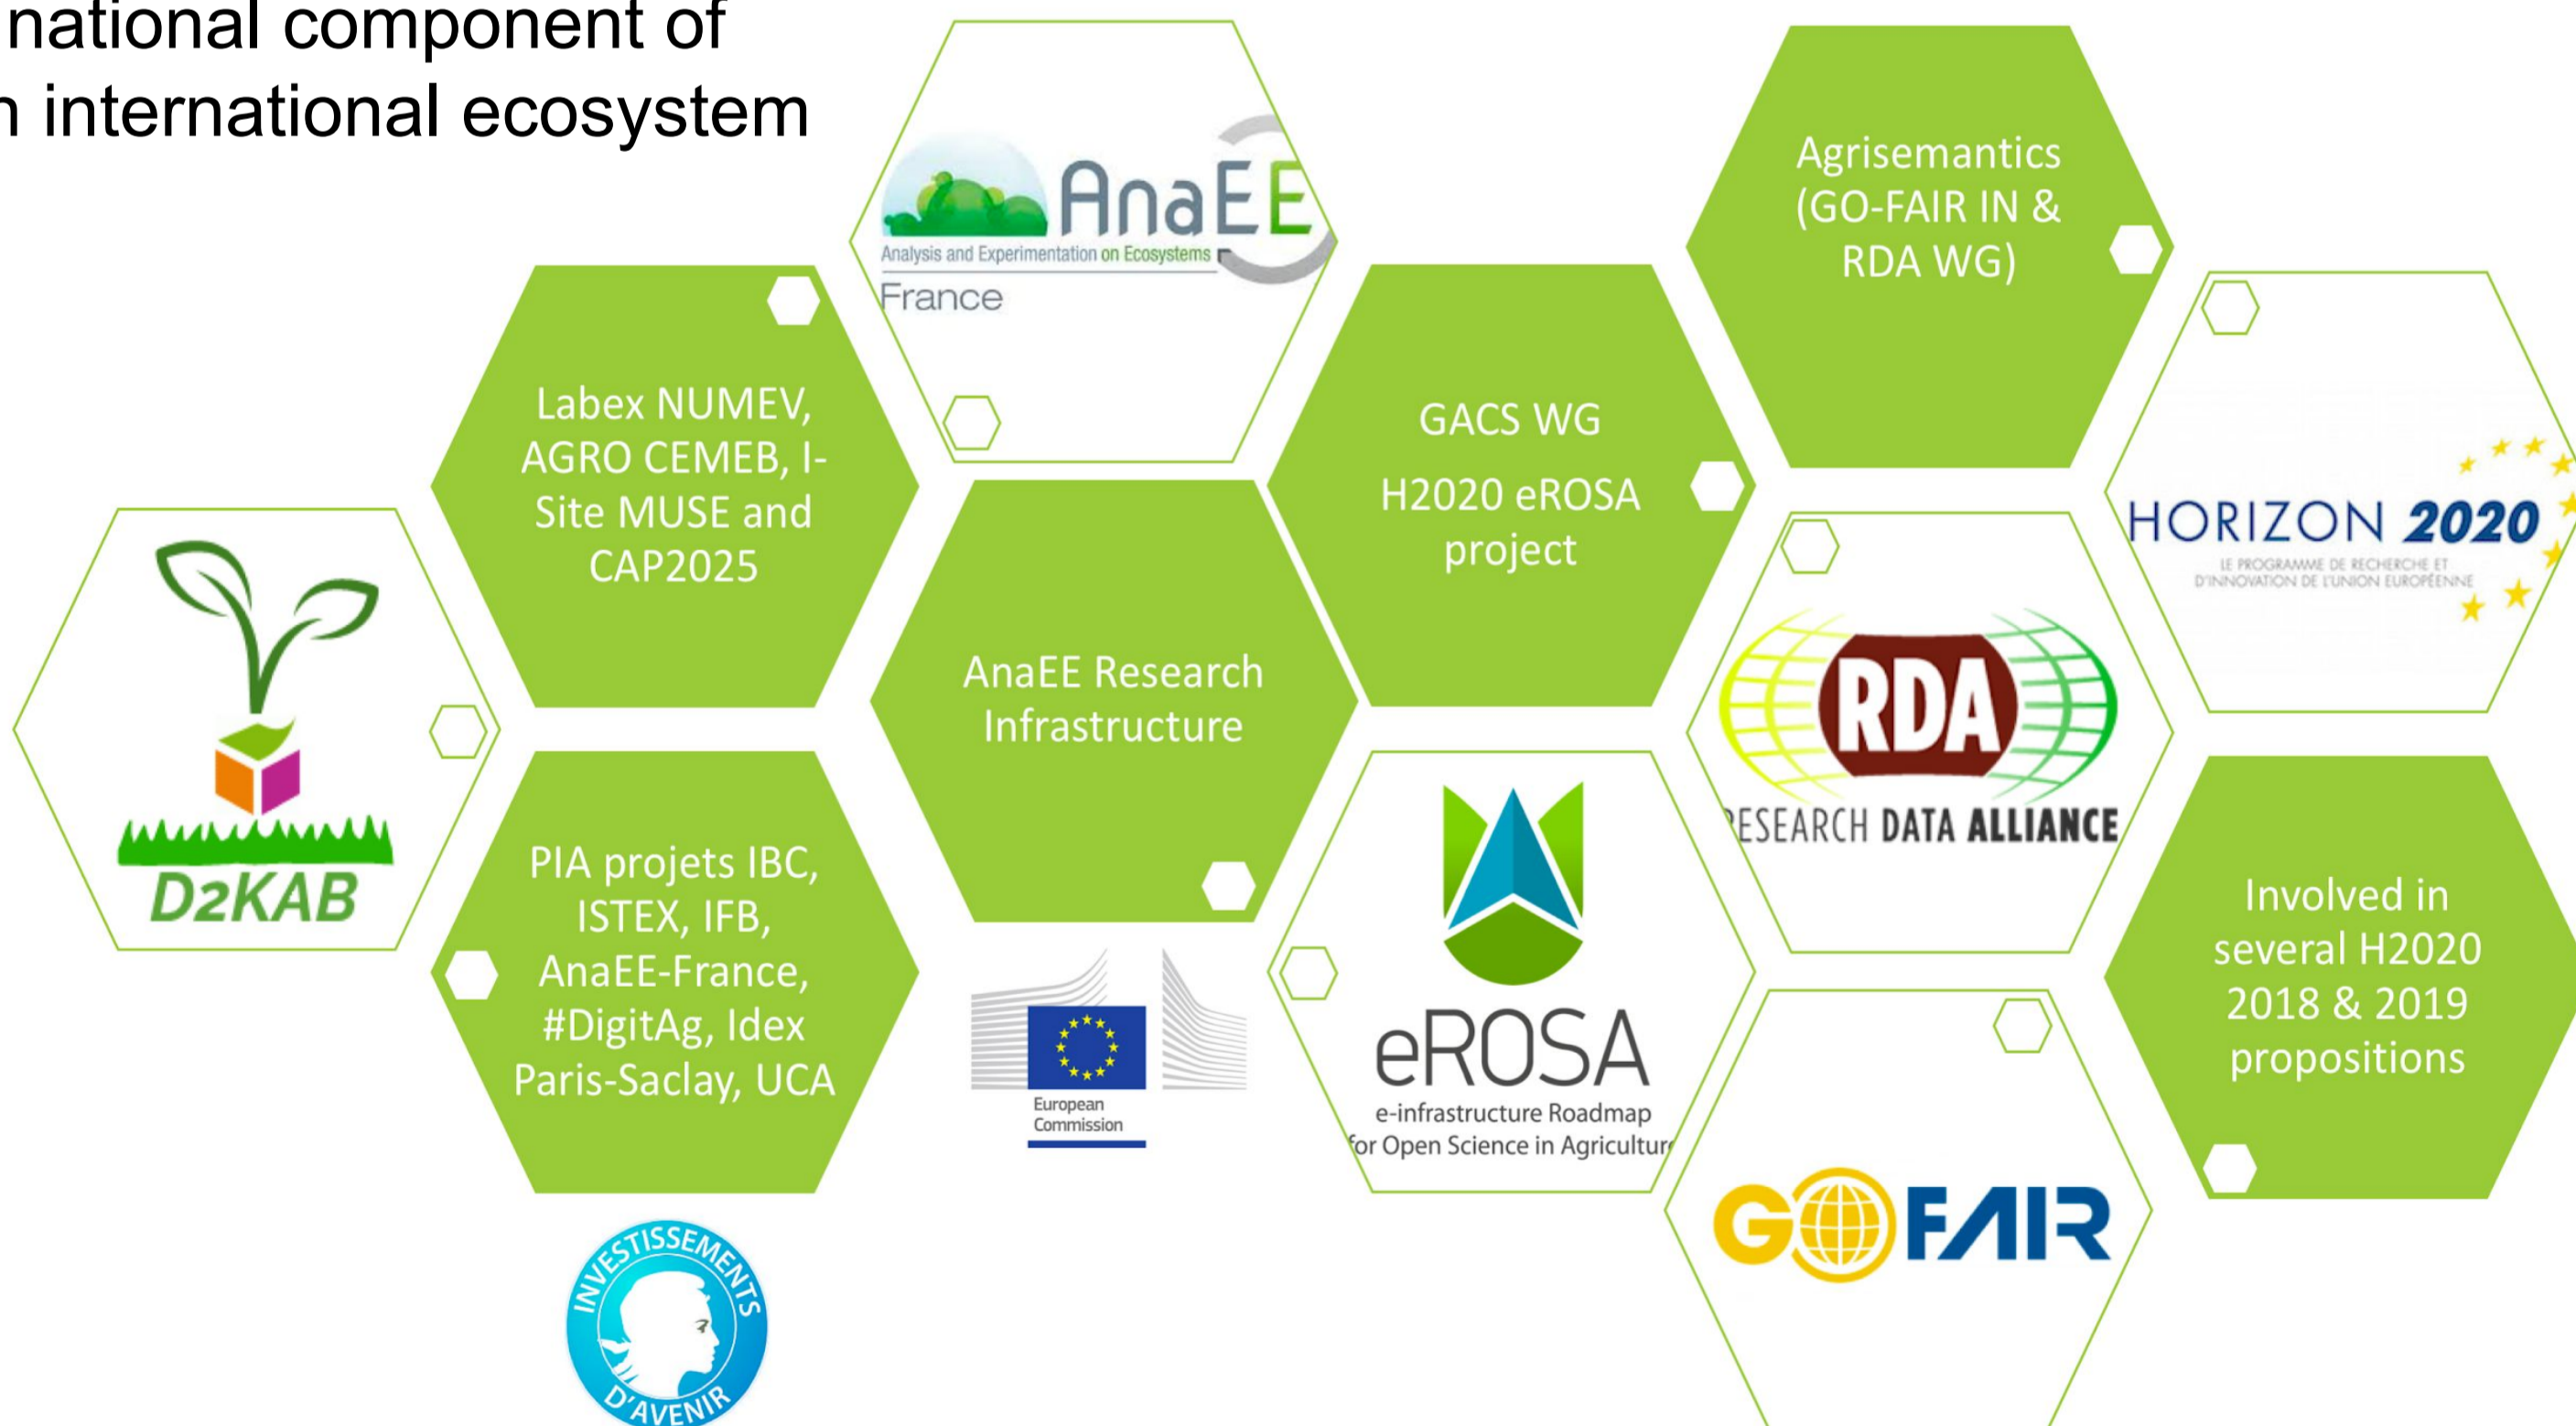 national component of
n international ecosystem
AnaEE
Analysis and Experimentation on Ecosystems
France
Agrisemantics
(GO-FAIR IN &
RDA WG)
Labex NUMEV,
AGRO CEMEB, I-
Site MUSE and
CAP2025
GACS WG
H2020 eROSA
project
HORIZON 2020
LE PROGRAMME DE RECHERCHE ET
D'INNOVATION DE L'UNION EUROPÉENNE
D2KAB
AnaEE Research
Infrastructure
RDA
RESEARCH DATA ALLIANCE
PIA projets IBC,
ISTEX, IFB,
AnaEE-France,
#DigitAg, Idex
Paris-Saclay, UCA
European
Commission
eROSA
e-infrastructure Roadmap
for Open Science in Agriculture
Involved in
several H2020
2018 & 2019
propositions
GO FAIR
INVESTISSEMENTS
D'AVENIR